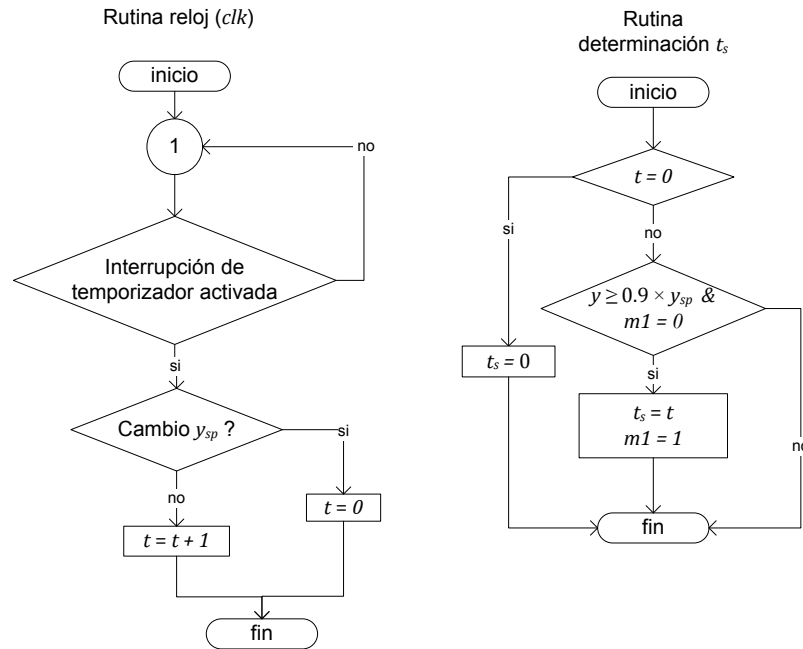 Rutina reloj (clk)
inicio
1
no
Interrupción de
temporizador activada
si
Cambio ysp ?
si
no
t = 0
t = t + 1
fin
Rutina
determinación ts
inicio
t = 0
si
no
y ≥ 0.9 × ysp &
m1 = 0
ts = 0
si
ts = t
m1 = 1
no
fin